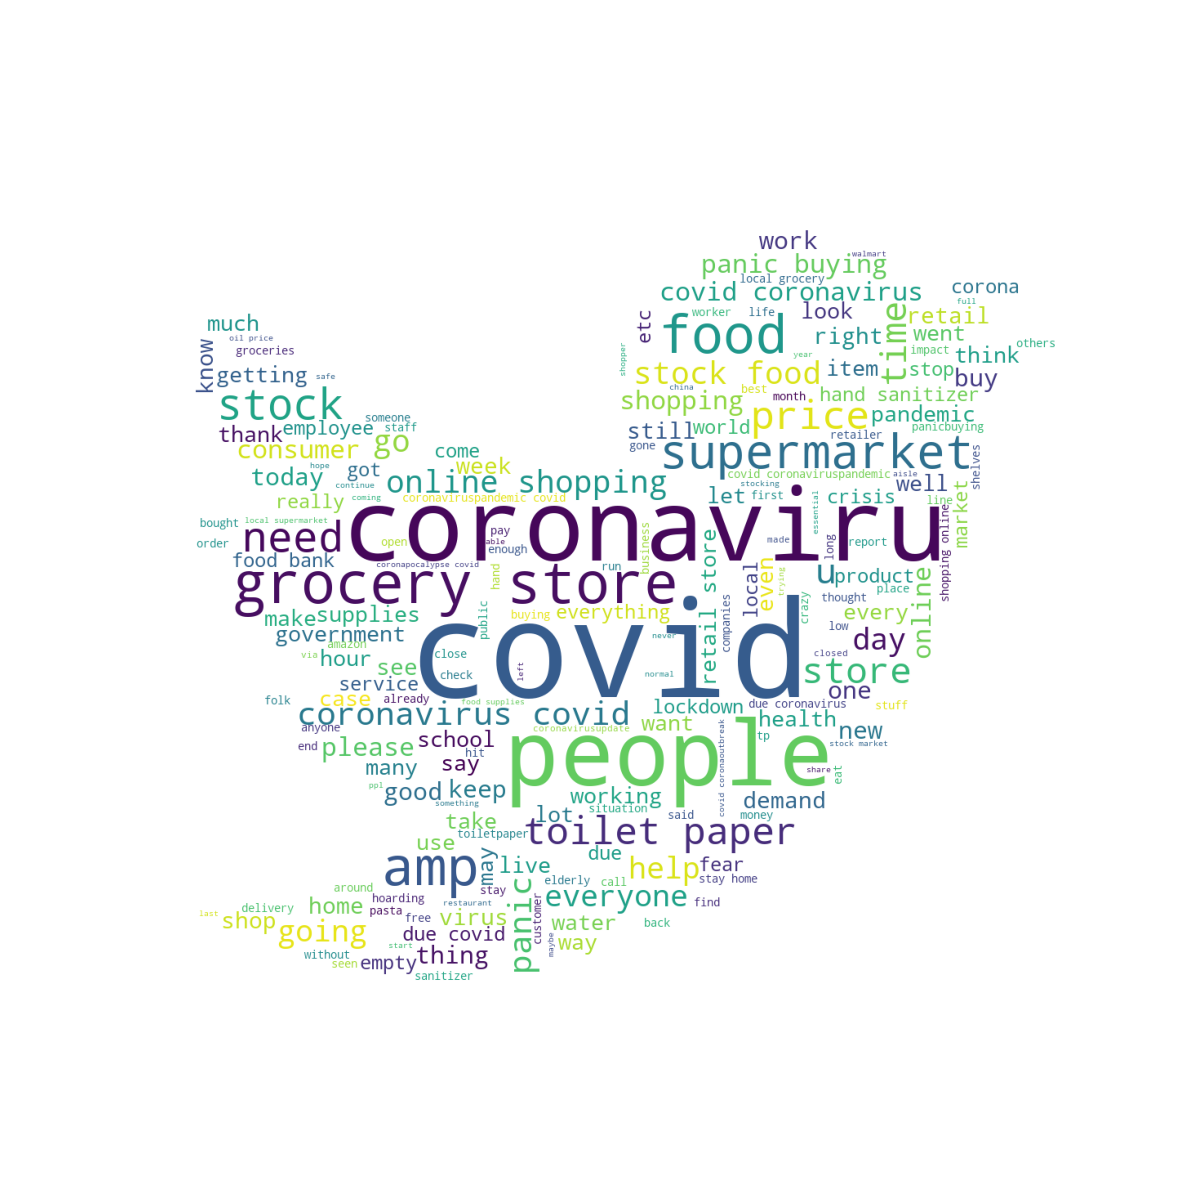 work
walmart
panic buying
local grocery
covid coronavirus
corona
full
much
oil price
groceries
know
getting
safe
etc
worker
life
look
food
right
time
retail
went
others
impact
think
stop
buy
shopper
year
stock food
item
china
best
month
hand sanitizer
shopping
price
pandemic
panicbuying
stock
someone
staff
employee
thank
go
consumer
come
still
world
retailer
gone
supermarket
shelves
aisle
well
today
hope
got
continue
week
online shopping
covid coronaviruspandemic
stocking
let
first
essential
crisis
line
market
shopping online
really
coming
coronaviruspandemic covid
bought
local supermarket
order
need
coronaviru
open
pay
able
enough
business
made
long
report
food bank
coronapocalypse covid
grocery store
hand
run
retail store
local
even
trying
u
product
place
online
crazy
thought
make
supplies
public
buying
everything
companies
every
low
government
amazon
via
hour
see
close
check
left
covid
never
normal
closed
day
store
one
service
already
folk
case
food supplies
lockdown
due coronavirus
stuff
coronavirus covid
anyone
end
please
school
hit
say
coronavirusupdate
want
health
tp
new
stock market
people
covid coronaoutbreak
share
eat
many
ppl
good
keep
something
working
situation
lot
said
demand
money
take
use
toiletpaper
toilet paper
may
amp
live
due
help
fear
stay home
elderly
call
everyone
find
around
hoarding
stay
panic
customer
last
delivery
home
pasta
free
restaurant
virus
shop
going
due covid
start
water
back
way
maybe
without
seen
empty
thing
sanitizer